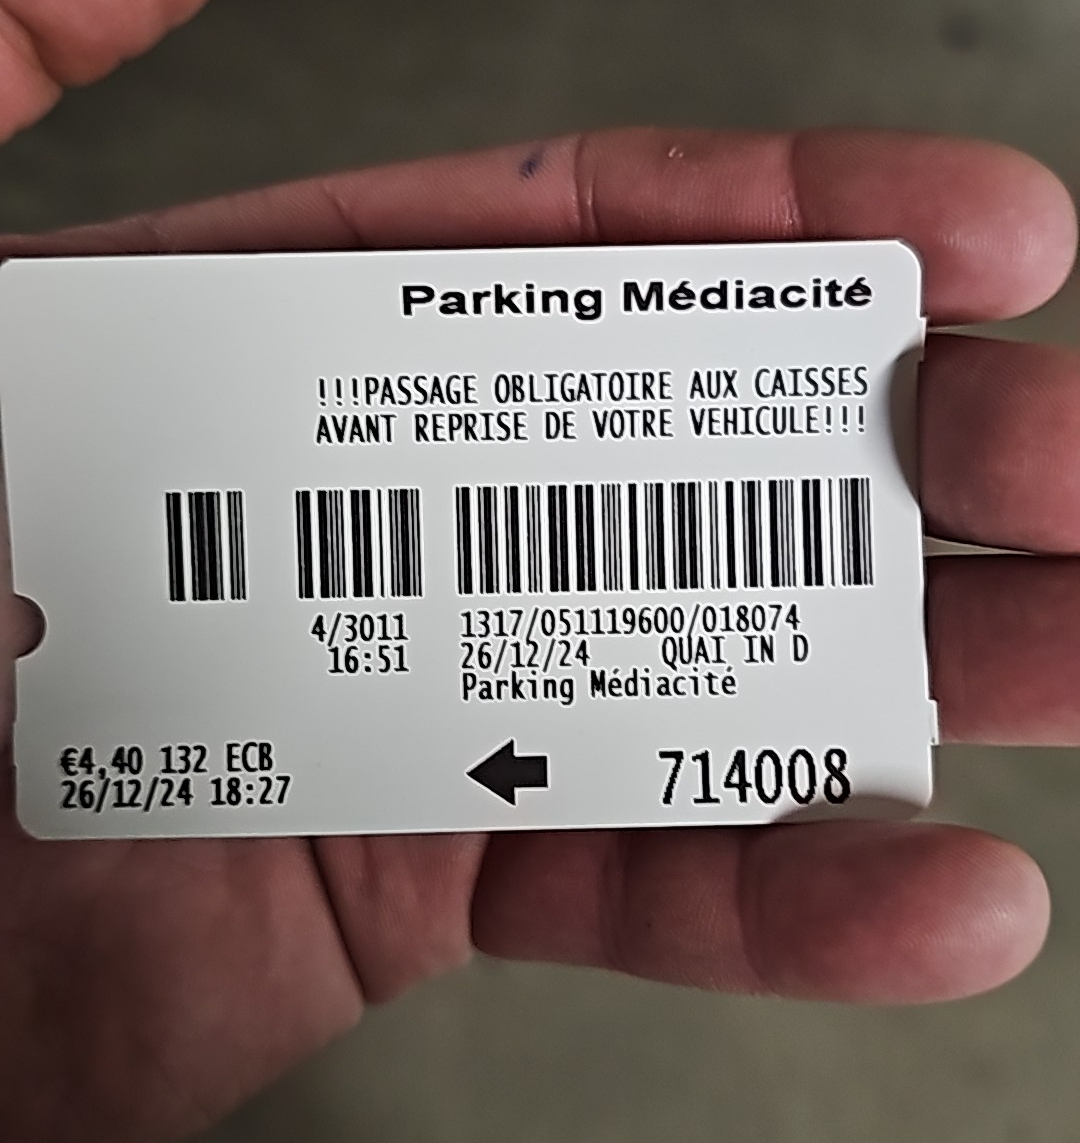 Parking Médiacité
!!!PASSAGE OBLIGATOIRE AUX CAISSES
AVANT REPRISE DE VOTRE VEHICULE!!!
4/3011 1317/051119600/018074
16:51 26/12/24 QUAI IN D
Parking Médiacité
€4,40 132 ECB
26/12/24 18:27
714008